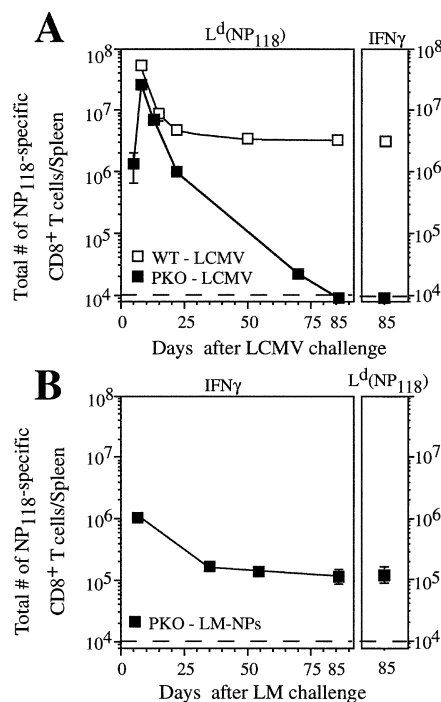 A
L^d(NP118)
IFNγ
Total # of NP118-specific
CD8+ T cells/Spleen
10^8
10^7
10^6
10^5
10^4
10^8
10^7
10^6
10^5
10^4
WT - LCMV
PKO - LCMV
0 25 50 75 85
85
Days after LCMV challenge
B
IFNγ
L^d(NP118)
Total # of NP118-specific
CD8+ T cells/Spleen
10^8
10^7
10^6
10^5
10^4
10^8
10^7
10^6
10^5
10^4
PKO - LM-NPs
0 25 50 75 85
85
Days after LM challenge